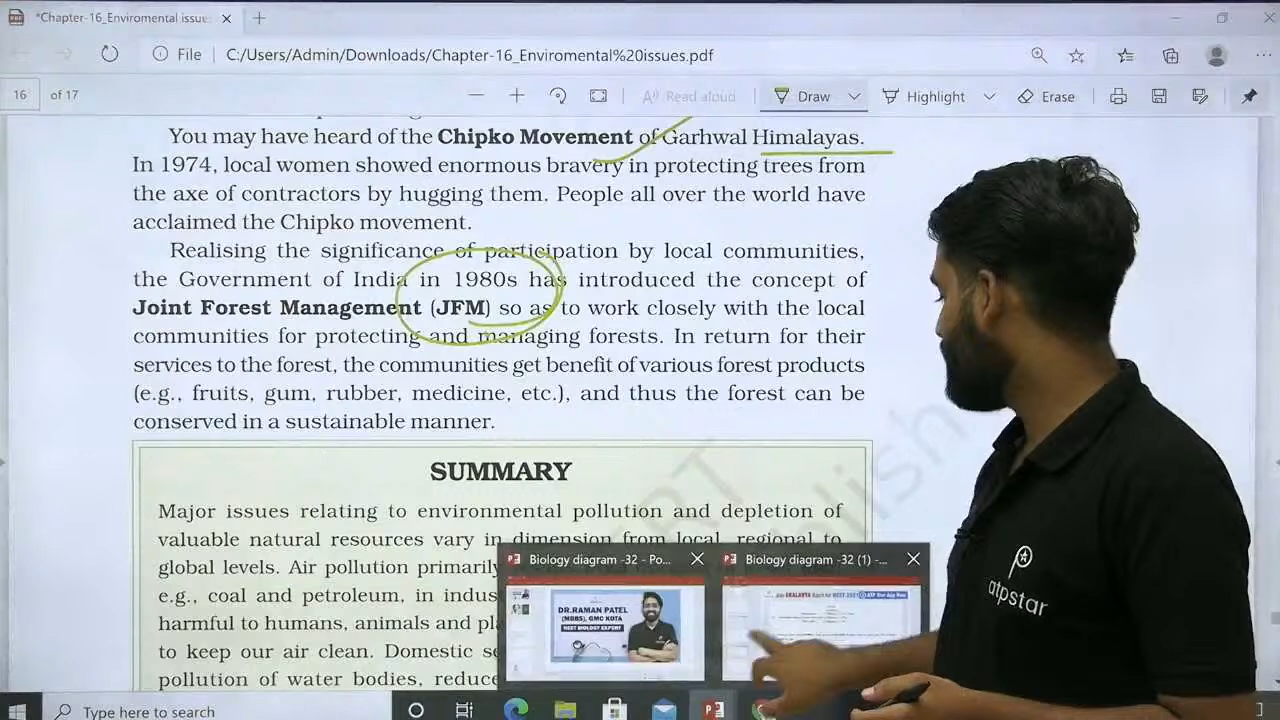 *Chapter-16_Enviromental issue
File C:/Users/Admin/Downloads/Chapter-16_Enviromental%20issues.pdf
16 of 17 Read aloud Draw Highlight Erase
You may have heard of the Chipko Movement of Garhwal Himalayas.
In 1974, local women showed enormous bravery in protecting trees from
the axe of contractors by hugging them. People all over the world have
acclaimed the Chipko movement.
Realising the significance of participation by local communities,
the Government of India in 1980s has introduced the concept of
Joint Forest Management (JFM) so as to work closely with the local
communities for protecting and managing forests. In return for their
services to the forest, the communities get benefit of various forest products
(e.g., fruits, gum, rubber, medicine, etc.), and thus the forest can be
conserved in a sustainable manner.
SUMMARY
Major issues relating to environmental pollution and depletion of
valuable natural resources vary in dimension from local, regional to
global levels. Air pollution primarily
e.g., coal and petroleum, in indus
harmful to humans, animals and pla
to keep our air clean. Domestic se
pollution of water bodies, reduce
Biology diagram -32 - Po...
Biology diagram -32 (1) -...
DR.RAMAN PATEL
(MBBS), GMC KOTA
NEET BIOLOGY EXPERT
atpstar
Type here to search